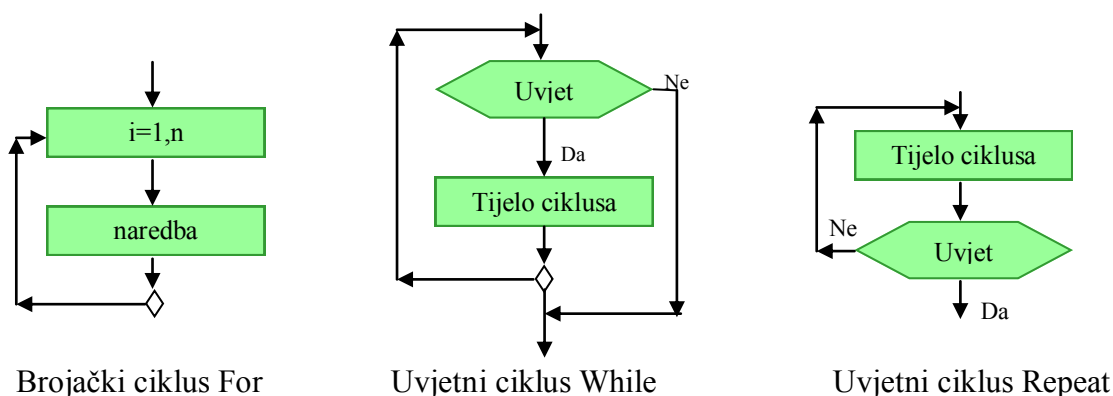 i=1,n
naredba
Brojački ciklus For
Uvjet
Ne
Da
Tijelo ciklusa
Uvjetni ciklus While
Tijelo ciklusa
Ne
Uvjet
Da
Uvjetni ciklus Repeat